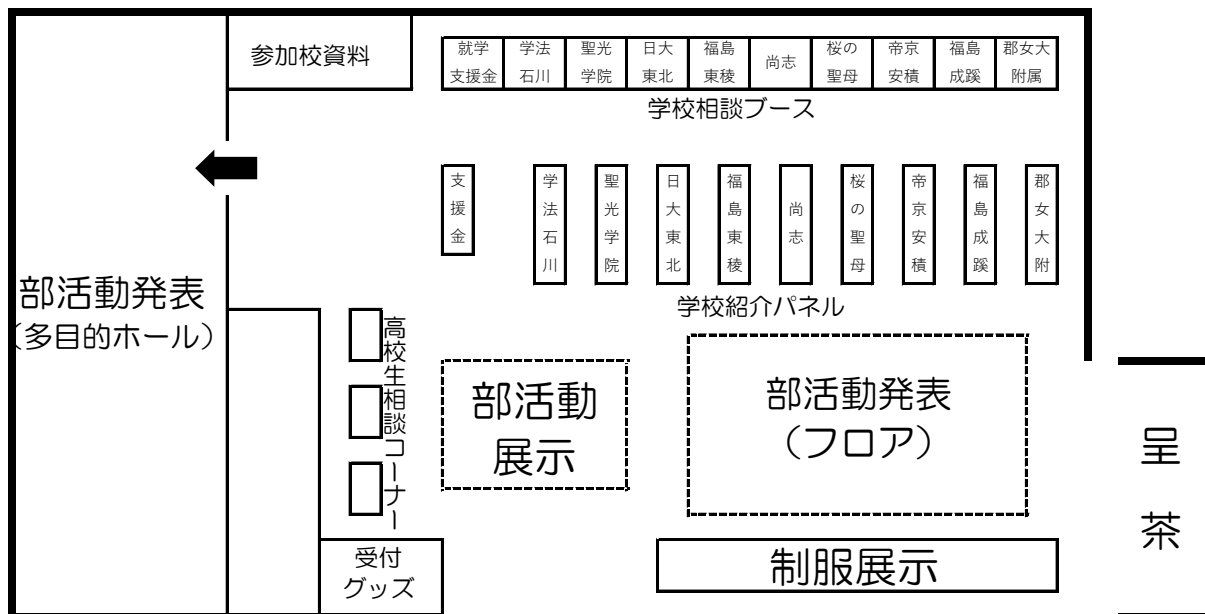 参加校資料
就学
支援金
学法
石川
聖光
学院
日大
東北
福島
東稜
尚志
桜の
聖母
帝京
安積
福島
成蹊
郡女大
附属
学校相談ブース
支援金
学法石川
聖光学院
日大東北
福島東稜
尚志
桜の聖母
帝京安積
福島成蹊
郡女大附
学校紹介パネル
部活動発表
（多目的ホール）
高校生相談コーナー
部活動
展示
部活動発表
（フロア）
呈茶
受付
グッズ
制服展示